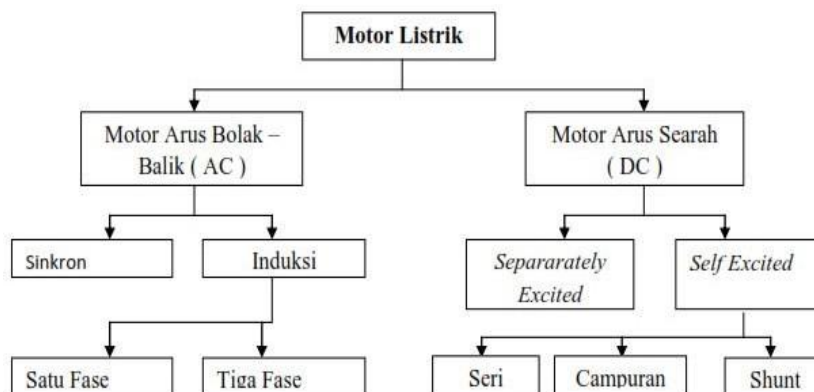 Motor Listrik
Motor Arus Bolak –
Balik ( AC )
Motor Arus Searah
( DC )
Sinkron
Induksi
Separarately
Excited
Self Excited
Satu Fase
Tiga Fase
Seri
Campuran
Shunt